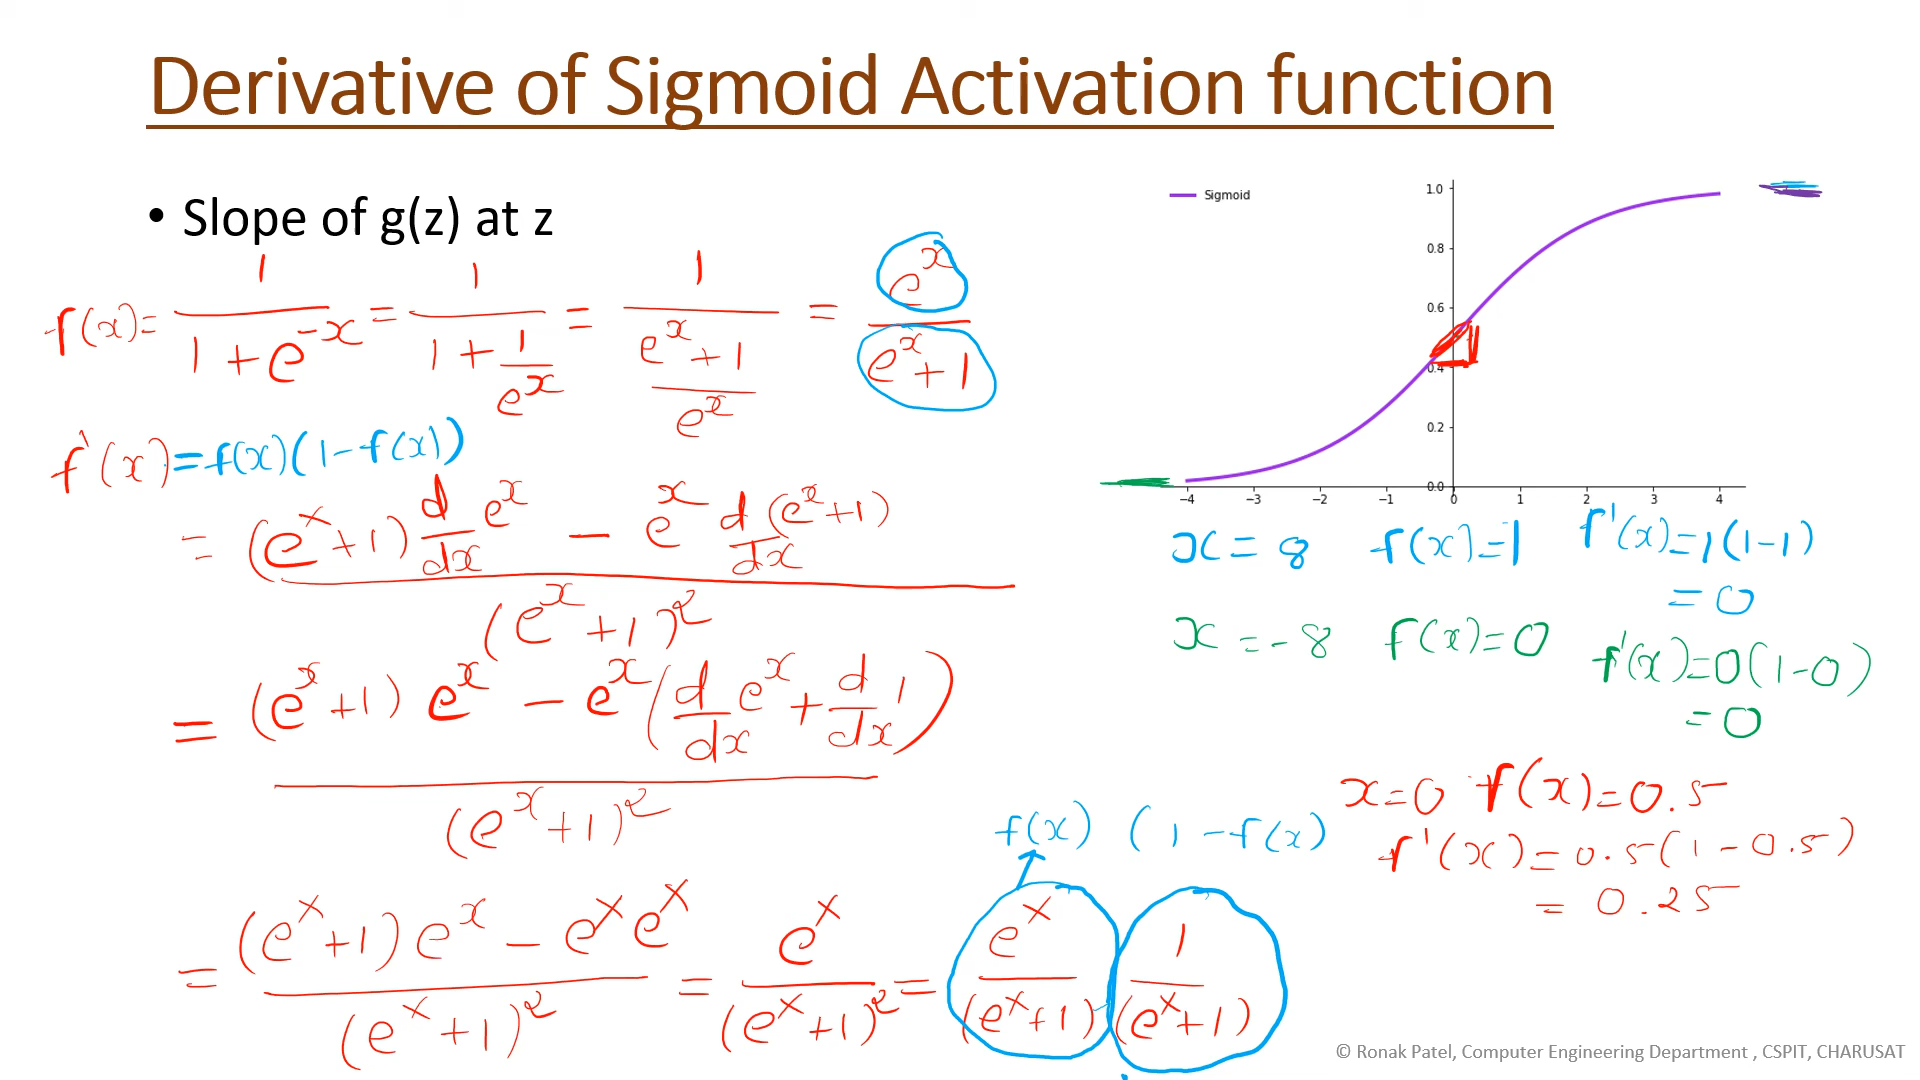 Derivative of Sigmoid Activation function
• Slope of g(z) at z
f(x) = 1/(1 + e^-x) = 1/(1 + 1/e^x) = 1/((e^x + 1)/e^x) = e^x/(e^x + 1)
f'(x) = f(x)(1 - f(x))
= ((e^x + 1) d/dx e^x - e^x d/dx (e^x + 1))/(e^x + 1)^2
= ((e^x + 1) e^x - e^x (d/dx e^x + d/dx 1))/(e^x + 1)^2
f(x) (1 - f(x)
= ((e^x + 1) e^x - e^x e^x)/(e^x + 1)^2 = e^x/(e^x + 1)^2 = e^x/(e^x + 1) 1/(e^x + 1)
Sigmoid
1.0
0.8
0.6
0.4
0.2
0.0
−4 −3 −2 −1 0 1 2 3 4
x = 8 f(x) = 1 f'(x) = 1(1-1)
= 0
x = -8 f(x) = 0 f'(x) = 0(1-0)
= 0
x = 0 f(x) = 0.5
f'(x) = 0.5(1 - 0.5)
= 0.25
© Ronak Patel, Computer Engineering Department , CSPIT, CHARUSAT